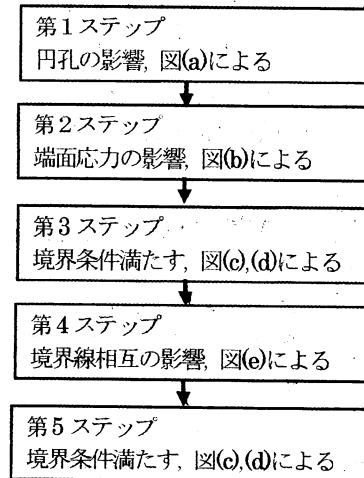 第1ステップ
円孔の影響, 図(a)による
第2ステップ
端面応力の影響, 図(b)による
第3ステップ
境界条件満たす, 図(c),(d)による
第4ステップ
境界線相互の影響, 図(e)による
第5ステップ
境界条件満たす, 図(c),(d)による